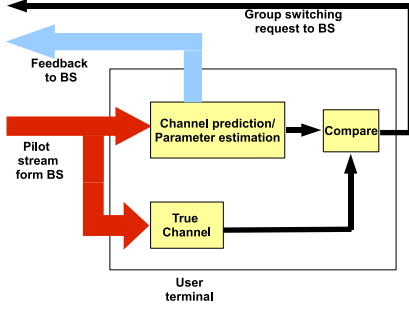 Group switching
request to BS
Feedback
to BS
Channel prediction/
Parameter estimation
Compare
Pilot
stream
form BS
True
Channel
User
terminal